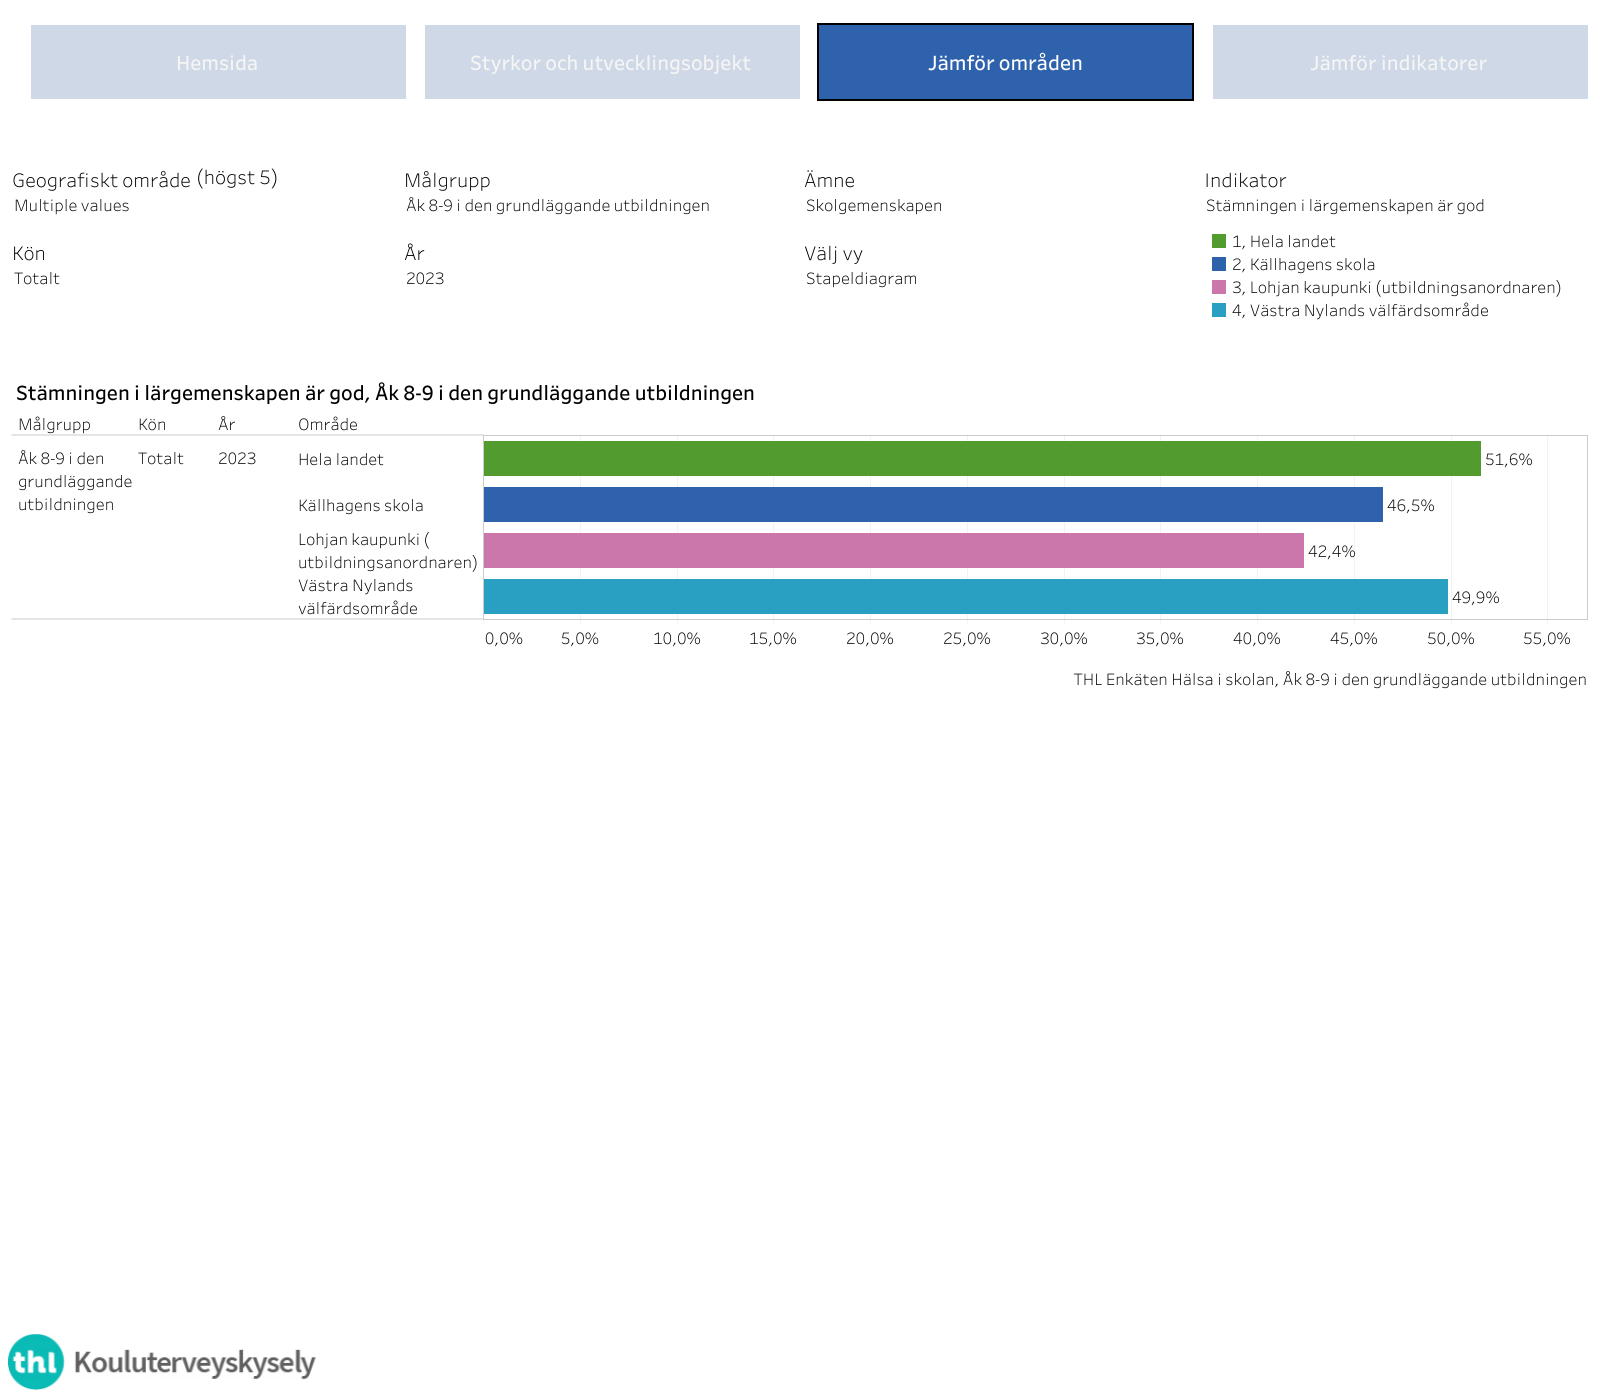 Hemsida
Styrkor och utvecklingsobjekt
Jämför områden
Jämför indikatorer
Geografiskt område (högst 5)
Multiple values
Målgrupp
Åk 8-9 i den grundläggande utbildningen
Ämne
Skolgemenskapen
Indikator
Stämningen i lärgemenskapen är god
Kön
Totalt
År
2023
Välj vy
Stapeldiagram
1, Hela landet
2, Källhagens skola
3, Lohjan kaupunki (utbildningsanordnaren)
4, Västra Nylands välfärdsområde
Stämningen i lärgemenskapen är god, Åk 8-9 i den grundläggande utbildningen
Målgrupp Kön År Område
Åk 8-9 i den
grundläggande
utbildningen
Totalt
2023
Hela landet
51,6%
Källhagens skola
46,5%
Lohjan kaupunki (
utbildningsanordnaren)
42,4%
Västra Nylands
välfärdsområde
49,9%
0,0% 5,0% 10,0% 15,0% 20,0% 25,0% 30,0% 35,0% 40,0% 45,0% 50,0% 55,0%
THL Enkäten Hälsa i skolan, Åk 8-9 i den grundläggande utbildningen
thl Kouluterveyskysely